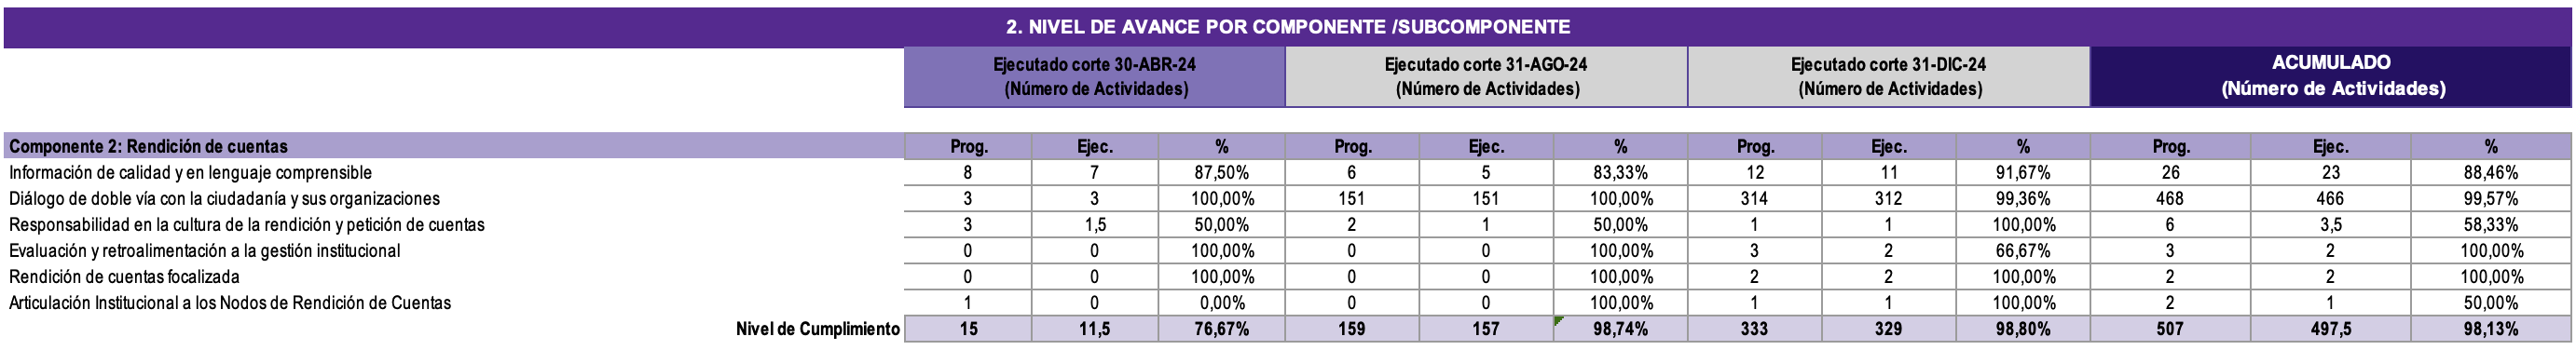 2. NIVEL DE AVANCE POR COMPONENTE /SUBCOMPONENTE
Ejecutado corte 30-ABR-24 Ejecutado corte 31-AGO-24 Ejecutado corte 31-DIC-24 ACUMULADO
(Número de Actividades) (Número de Actividades) (Número de Actividades) (Número de Actividades)
Componente 2: Rendición de cuentas Prog. Ejec. % Prog. Ejec. % Prog. Ejec. % Prog. Ejec. %
Información de calidad y en lenguaje comprensible 8 7 87,50% 6 5 83,33% 12 11 91,67% 26 23 88,46%
Diálogo de doble vía con la ciudadanía y sus organizaciones 3 3 100,00% 151 151 100,00% 314 312 99,36% 468 466 99,57%
Responsabilidad en la cultura de la rendición y petición de cuentas 3 1,5 50,00% 2 1 50,00% 1 1 100,00% 6 3,5 58,33%
Evaluación y retroalimentación a la gestión institucional 0 0 100,00% 0 0 100,00% 3 2 66,67% 3 2 100,00%
Rendición de cuentas focalizada 0 0 100,00% 0 0 100,00% 2 2 100,00% 2 2 100,00%
Articulación Institucional a los Nodos de Rendición de Cuentas 1 0 0,00% 0 0 100,00% 1 1 100,00% 2 1 50,00%
Nivel de Cumplimiento 15 11,5 76,67% 159 157 98,74% 333 329 98,80% 507 497,5 98,13%